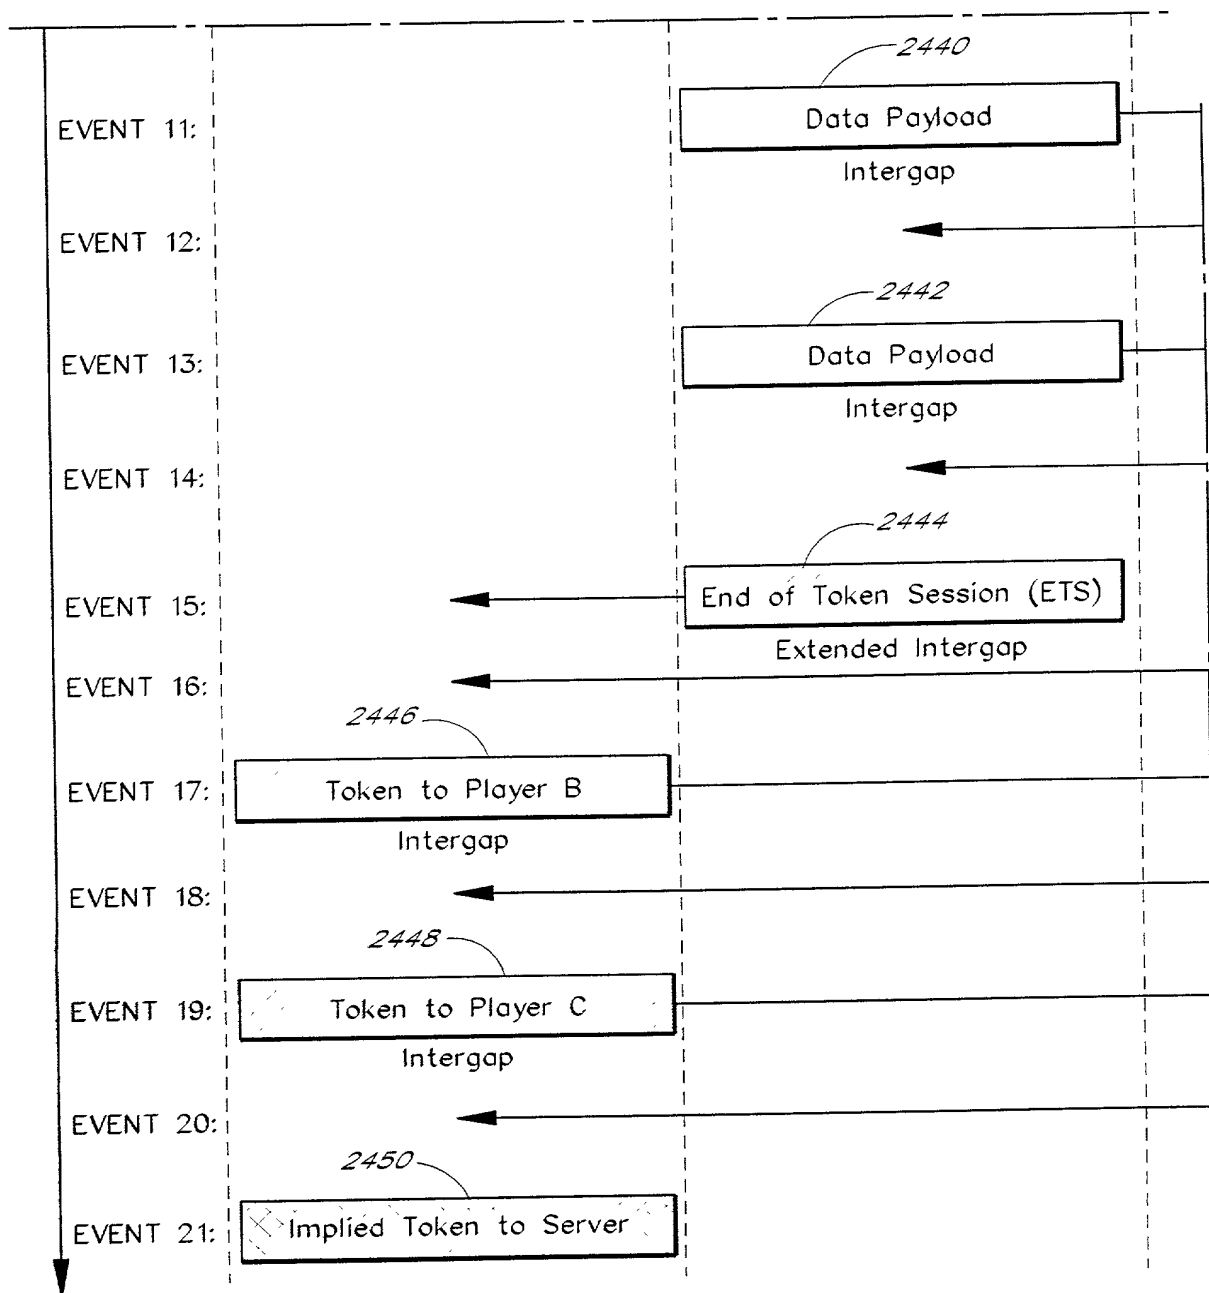 2440
EVENT 11:
Data Payload
Intergap
EVENT 12:
2442
EVENT 13:
Data Payload
Intergap
EVENT 14:
2444
EVENT 15:
End of Token Session (ETS)
Extended Intergap
EVENT 16:
2446
EVENT 17:
Token to Player B
Intergap
EVENT 18:
2448
EVENT 19:
Token to Player C
Intergap
EVENT 20:
2450
EVENT 21:
Implied Token to Server